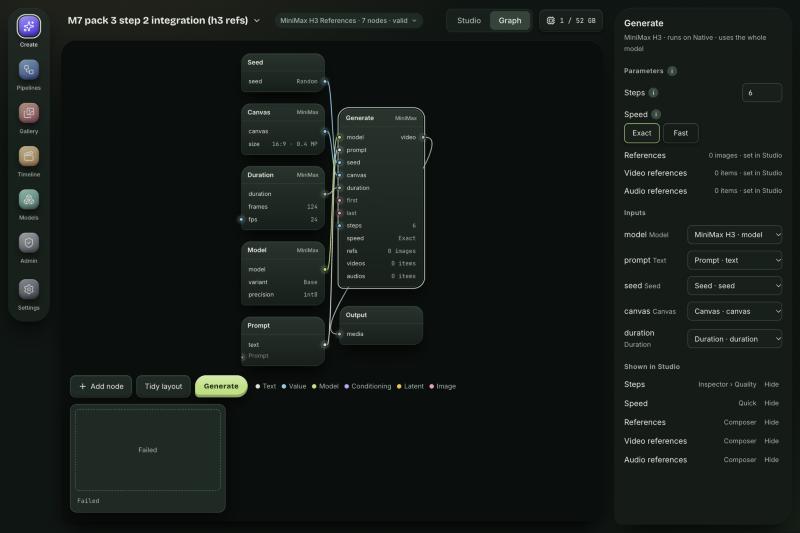 M7 pack 3 step 2 integration (h3 refs)
MiniMax H3 References · 7 nodes · valid
Studio
Graph
1 / 52 GB
Create
Pipelines
Gallery
Timeline
Models
Admin
Settings
Seed
seed Random
Canvas MiniMax
canvas
size 16:9 · 0.4 MP
Duration MiniMax
duration
frames 124
fps 24
Model MiniMax
model
variant Base
precision int8
Prompt
text
Prompt
Generate MiniMax
model video
prompt
seed
canvas
duration
first
last
steps 6
speed Exact
refs 0 images
videos 0 items
audios 0 items
Output
media
+ Add node
Tidy layout
Generate
Text
Value
Model
Conditioning
Latent
Image
Failed
Failed
Generate
MiniMax H3 · runs on Native · uses the whole
model
Parameters i
Steps i 6
Speed i
Exact
Fast
References 0 images · set in Studio
Video references 0 items · set in Studio
Audio references 0 items · set in Studio
Inputs
model Model MiniMax H3 · model
prompt Text Prompt · text
seed Seed Seed · seed
canvas Canvas Canvas · canvas
duration
Duration Duration · duration
Shown in Studio
Steps Inspector › Quality Hide
Speed Quick Hide
References Composer Hide
Video references Composer Hide
Audio references Composer Hide